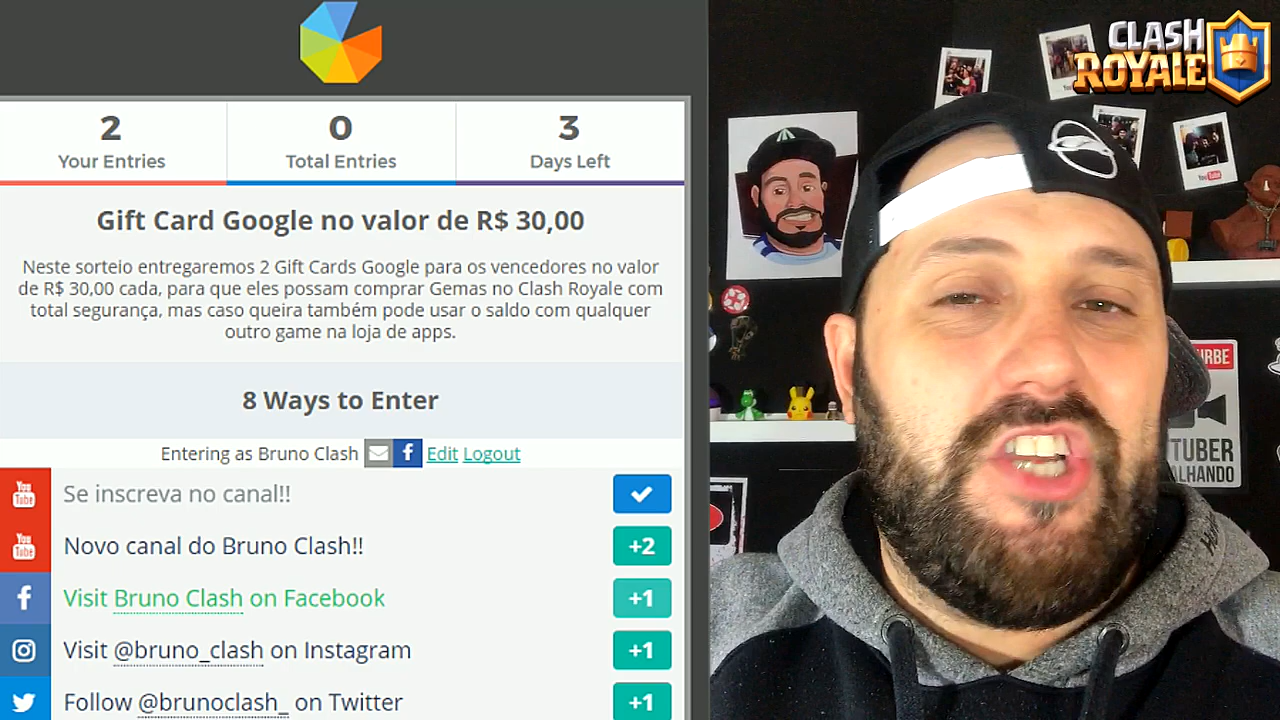 2
Your Entries
0
Total Entries
3
Days Left
Gift Card Google no valor de R$ 30,00
Neste sorteio entregaremos 2 Gift Cards Google para os vencedores no valor
de R$ 30,00 cada, para que eles possam comprar Gemas no Clash Royale com
total segurança, mas caso queira também pode usar o saldo com qualquer
outro game na loja de apps.
8 Ways to Enter
Entering as Bruno Clash
Edit Logout
You Tube
Se inscreva no canal!!
You Tube
Novo canal do Bruno Clash!!
+2
Visit Bruno Clash on Facebook
+1
Visit @bruno_clash on Instagram
+1
Follow @brunoclash_ on Twitter
+1
CLASH
ROYALE
YouTube